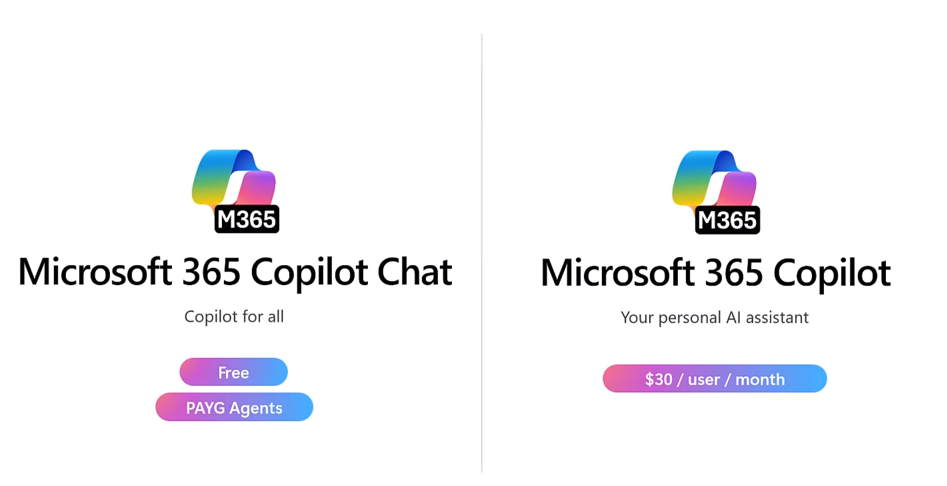 M365
Microsoft 365 Copilot Chat
Copilot for all
Free
PAYG Agents
M365
Microsoft 365 Copilot
Your personal AI assistant
$30 / user / month